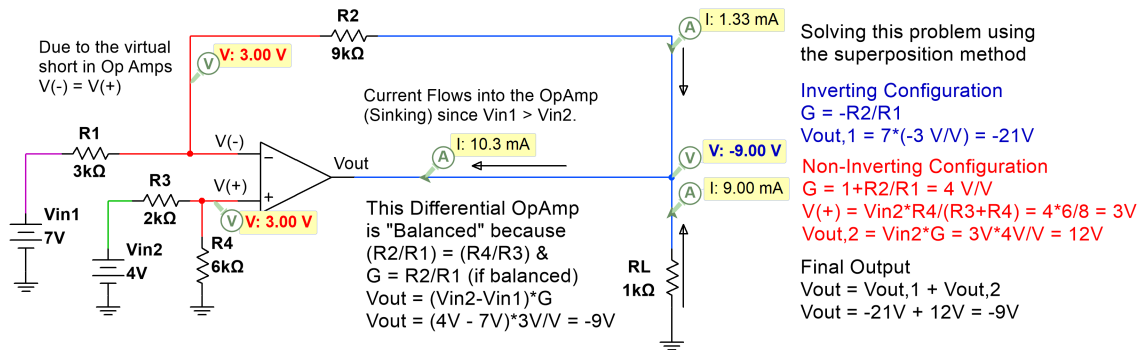 R2
9kΩ
I: 1.33 mA
A
Due to the virtual
short in Op Amps
V(-) = V(+)
V: 3.00 V
V
Solving this problem using
the superposition method
Inverting Configuration
G = -R2/R1
Vout,1 = 7*(-3 V/V) = -21V
Current Flows into the OpAmp
(Sinking) since Vin1 > Vin2.
R1
3kΩ
V(-)
−
I: 10.3 mA
A
Vout
V
V: -9.00 V
Non-Inverting Configuration
G = 1+R2/R1 = 4 V/V
V(+) = Vin2*R4/(R3+R4) = 4*6/8 = 3V
Vout,2 = Vin2*G = 3V*4V/V = 12V
R3
2kΩ
V(+)
+
A
I: 9.00 mA
V
V: 3.00 V
Vin1
7V
Vin2
4V
R4
6kΩ
This Differential OpAmp
is "Balanced" because
(R2/R1) = (R4/R3) &
G = R2/R1 (if balanced)
Vout = (Vin2-Vin1)*G
Vout = (4V - 7V)*3V/V = -9V
RL
1kΩ
Final Output
Vout = Vout,1 + Vout,2
Vout = -21V + 12V = -9V